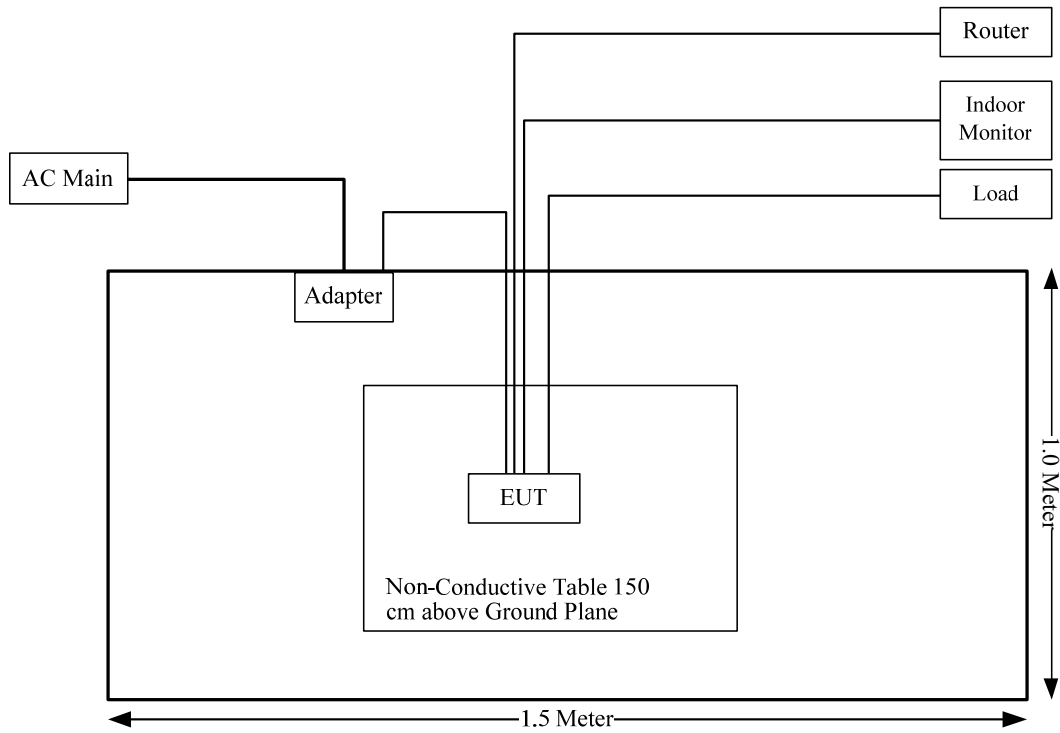 Router
Indoor
Monitor
AC Main
Load
Adapter
EUT
1.0 Meter
Non-Conductive Table 150
cm above Ground Plane
1.5 Meter